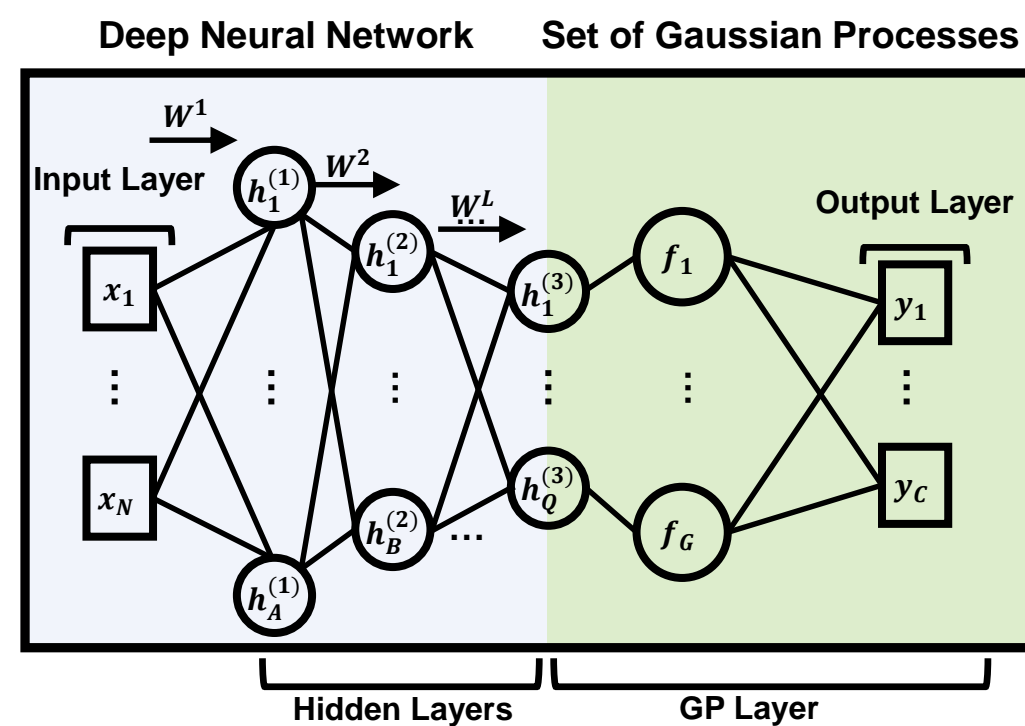 Deep Neural Network
Set of Gaussian Processes
W¹
Input Layer
h₁⁽¹⁾
W²
W^L
...
Output Layer
h₁⁽²⁾
f₁
x₁
h₁⁽³⁾
y₁
⋮ ⋮ ⋮ ⋮ ⋮ ⋮
x_N
h_B⁽²⁾
...
h_Q⁽³⁾
f_G
y_C
h_A⁽¹⁾
Hidden Layers
GP Layer